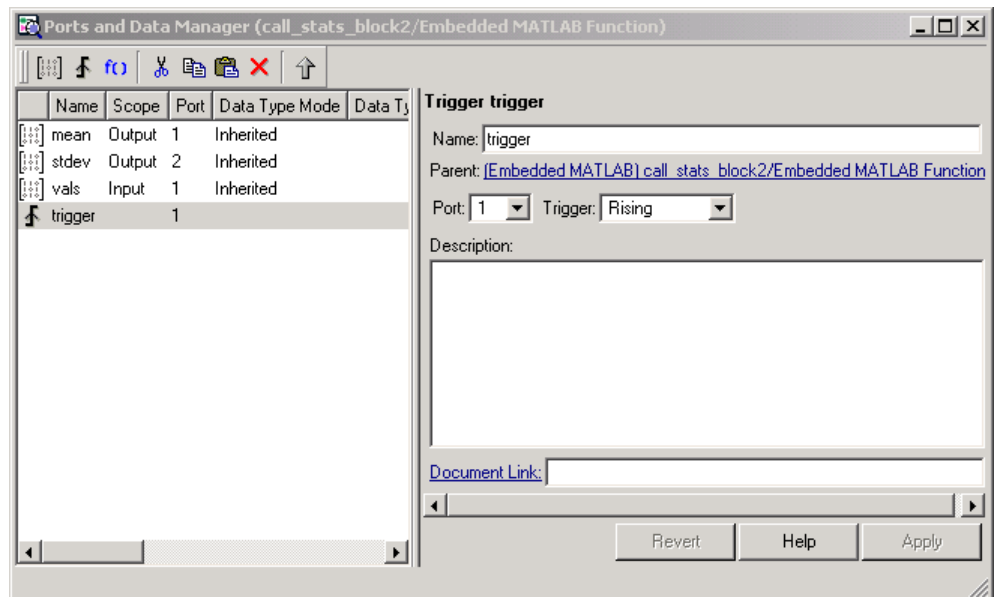 Ports and Data Manager (call_stats_block2/Embedded MATLAB Function)
f()
Name Scope Port Data Type Mode Data Ty
mean Output 1 Inherited
stdev Output 2 Inherited
vals Input 1 Inherited
trigger 1
Trigger trigger
Name: trigger
Parent: (Embedded MATLAB) call_stats_block2/Embedded MATLAB Function
Port: 1 Trigger: Rising
Description:
Document Link:
Revert Help Apply